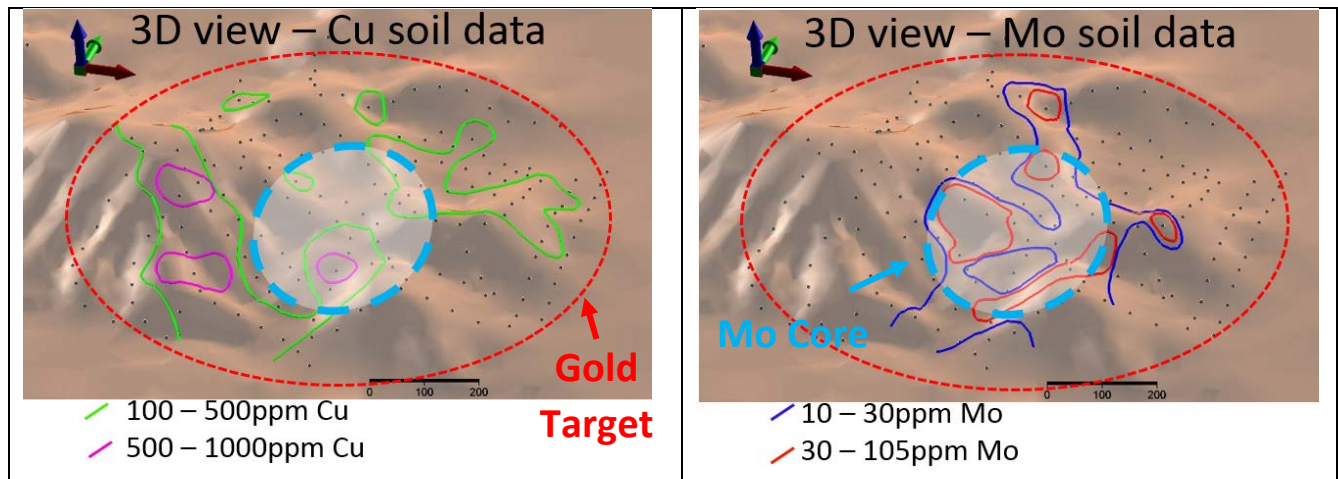 3D view – Cu soil data
Gold
Target
0 100 200
100 – 500ppm Cu
500 – 1000ppm Cu
3D view – Mo soil data
Mo Core
0 100 200
10 – 30ppm Mo
30 – 105ppm Mo